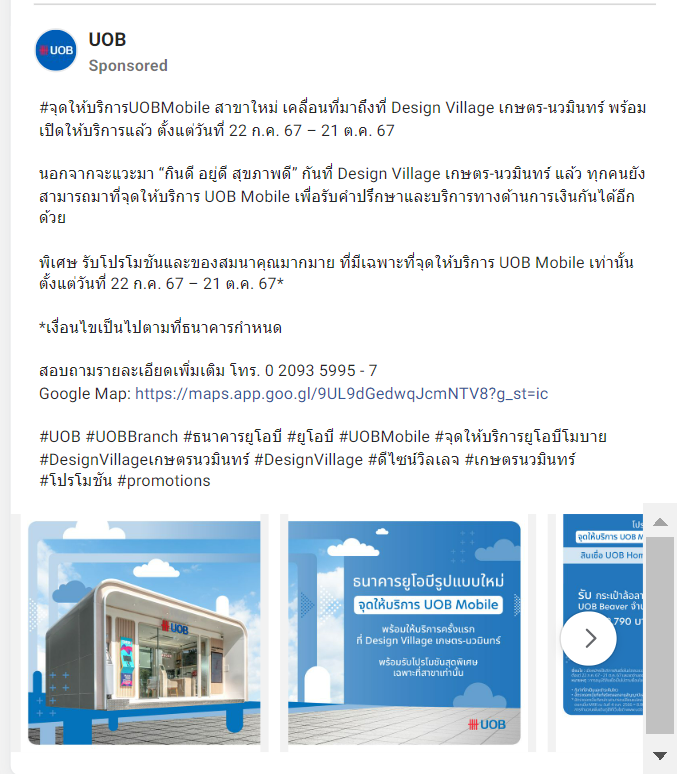 UOB
UOB
Sponsored
#จุดให้บริการUOBMobile สาขาใหม่ เคลื่อนที่มาถึงที่ Design Village เกษตร-นวมินทร์ พร้อม
เปิดให้บริการแล้ว ตั้งแต่วันที่ 22 ก.ค. 67 – 21 ต.ค. 67
นอกจากจะแวะมา “กินดี อยู่ดี สุขภาพดี” กันที่ Design Village เกษตร-นวมินทร์ แล้ว ทุกคนยัง
สามารถมาที่จุดให้บริการ UOB Mobile เพื่อรับคำปรึกษาและบริการทางด้านการเงินกันได้อีก
ด้วย
พิเศษ รับโปรโมชันและของสมนาคุณมากมาย ที่มีเฉพาะที่จุดให้บริการ UOB Mobile เท่านั้น
ตั้งแต่วันที่ 22 ก.ค. 67 – 21 ต.ค. 67*
*เงื่อนไขเป็นไปตามที่ธนาคารกำหนด
สอบถามรายละเอียดเพิ่มเติม โทร. 0 2093 5995 - 7
Google Map: https://maps.app.goo.gl/9UL9dGedwqJcmNTV8?g_st=ic
#UOB #UOBBranch #ธนาคารยูโอบี #ยูโอบี #UOBMobile #จุดให้บริการยูโอบีโมบาย
#DesignVillageเกษตรนวมินทร์ #DesignVillage #ดีไซน์วิลเลจ #เกษตรนวมินทร์
#โปรโมชัน #promotions
UOB
ธนาคารยูโอบีรูปแบบใหม่
จุดให้บริการ UOB Mobile
พร้อมให้บริการครั้งแรก
ที่ Design Village เกษตร-นวมินทร์
พร้อมรับโปรโมชันสุดพิเศษ
เฉพาะที่สาขาเท่านั้น
UOB
จุดให้บริการ UOB M
สินเชื่อ UOB Hom
รับ กระเป๋าล้อลา
UOB Beaver จำน
790 บา